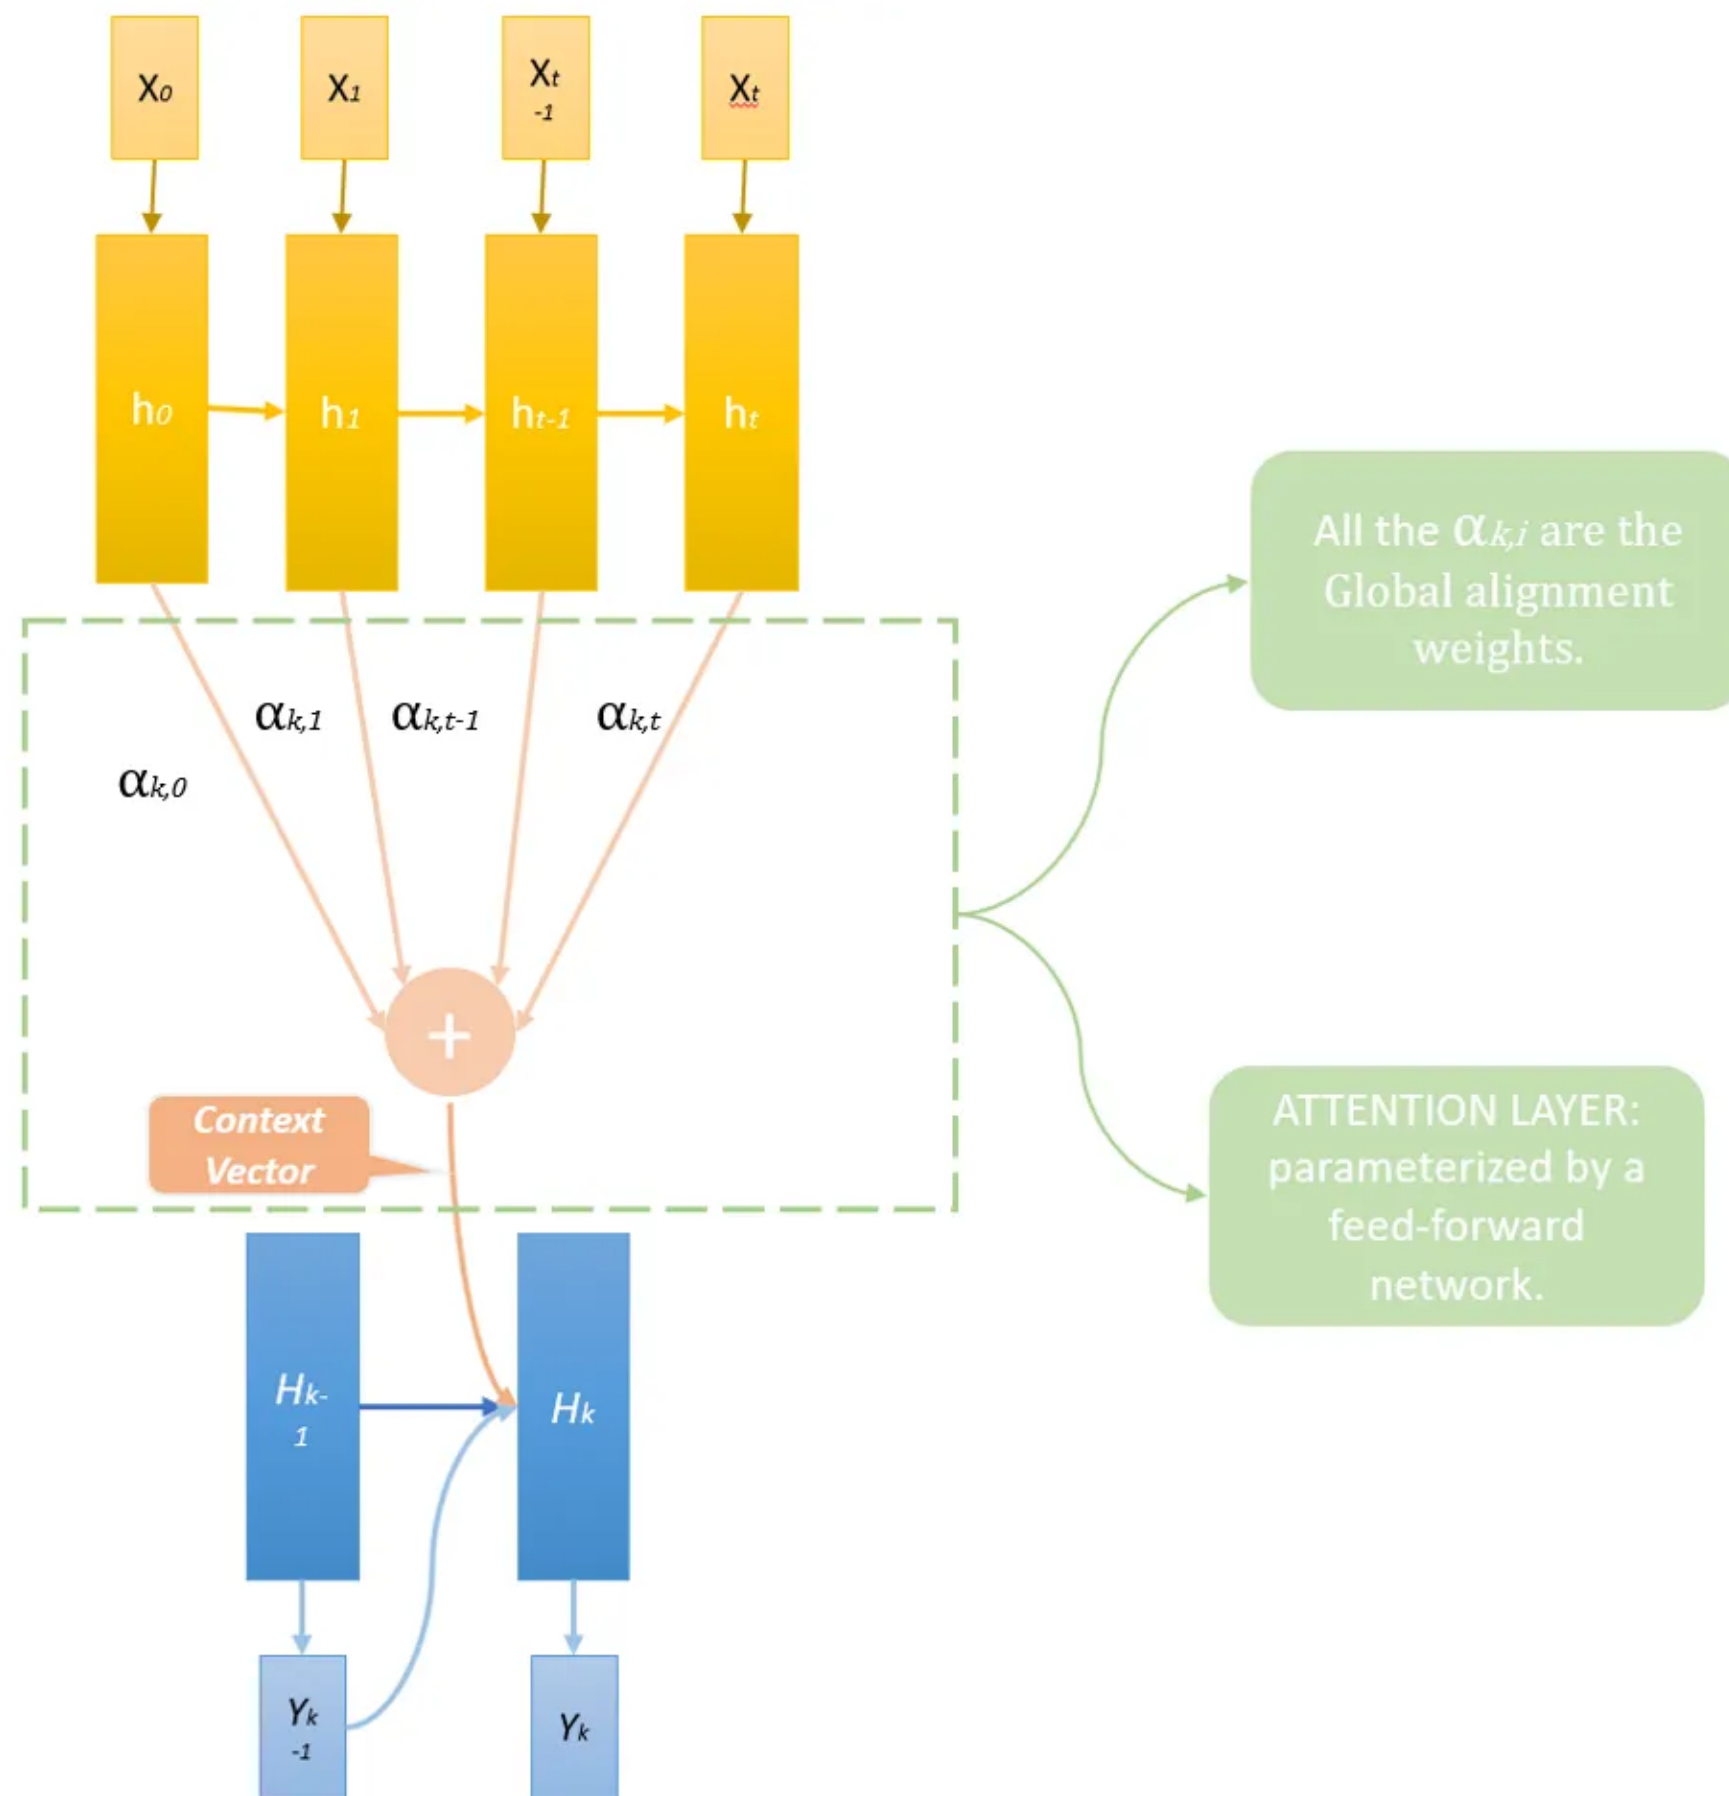 X0
X1
Xt
-1
Xt
h0
h1
ht-1
ht
αk,0
αk,1
αk,t-1
αk,t
+
All the αk,i are the
Global alignment
weights.
Context
Vector
ATTENTION LAYER:
parameterized by a
feed-forward
network.
Hk-
1
Hk
Yk
-1
Yk